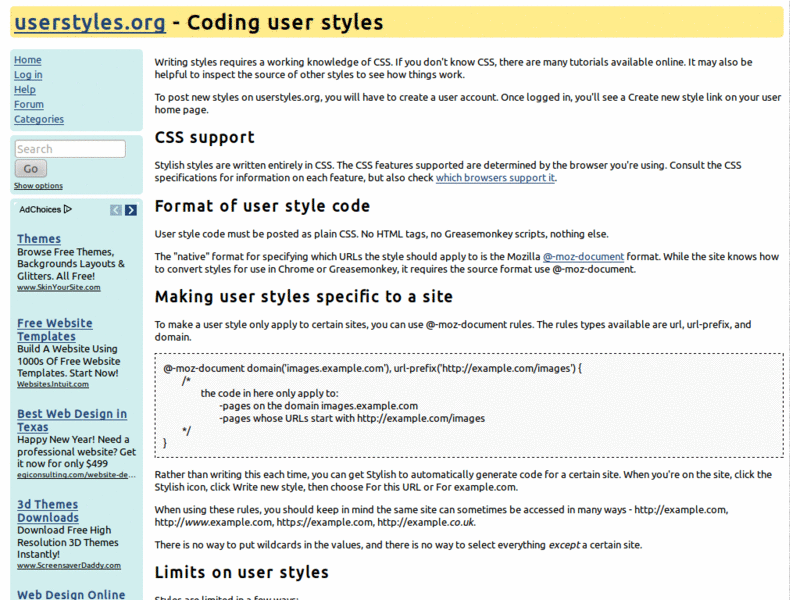 userstyles.org - Coding user styles
Home
Log in
Help
Forum
Categories
Search
Go
Show options
AdChoices
Themes
Browse Free Themes,
Backgrounds Layouts &
Glitters. All Free!
www.SkinYourSite.com
Free Website
Templates
Build A Website Using
1000s Of Free Website
Templates. Start Now!
Websites.Intuit.com
Best Web Design in
Texas
Happy New Year! Need a
professional website? Get
it now for only $499
egiconsulting.com/website-de...
3d Themes
Downloads
Download Free High
Resolution 3D Themes
Instantly!
www.ScreensaverDaddy.com
Web Design Online
Writing styles requires a working knowledge of CSS. If you don't know CSS, there are many tutorials available online. It may also be
helpful to inspect the source of other styles to see how things work.
To post new styles on userstyles.org, you will have to create a user account. Once logged in, you'll see a Create new style link on your user
home page.
CSS support
Stylish styles are written entirely in CSS. The CSS features supported are determined by the browser you're using. Consult the CSS
specifications for information on each feature, but also check which browsers support it.
Format of user style code
User style code must be posted as plain CSS. No HTML tags, no Greasemonkey scripts, nothing else.
The "native" format for specifying which URLs the style should apply to is the Mozilla @-moz-document format. While the site knows how
to convert styles for use in Chrome or Greasemonkey, it requires the source format use @-moz-document.
Making user styles specific to a site
To make a user style only apply to certain sites, you can use @-moz-document rules. The rules types available are url, url-prefix, and
domain.
@-moz-document domain('images.example.com'), url-prefix('http://example.com/images') {
/*
the code in here only apply to:
-pages on the domain images.example.com
-pages whose URLs start with http://example.com/images
*/
}
Rather than writing this each time, you can get Stylish to automatically generate code for a certain site. When you're on the site, click the
Stylish icon, click Write new style, then choose For this URL or For example.com.
When using these rules, you should keep in mind the same site can sometimes be accessed in many ways - http://example.com,
http://www.example.com, https://example.com, http://example.co.uk.
There is no way to put wildcards in the values, and there is no way to select everything except a certain site.
Limits on user styles
Styles are limited in a few ways: